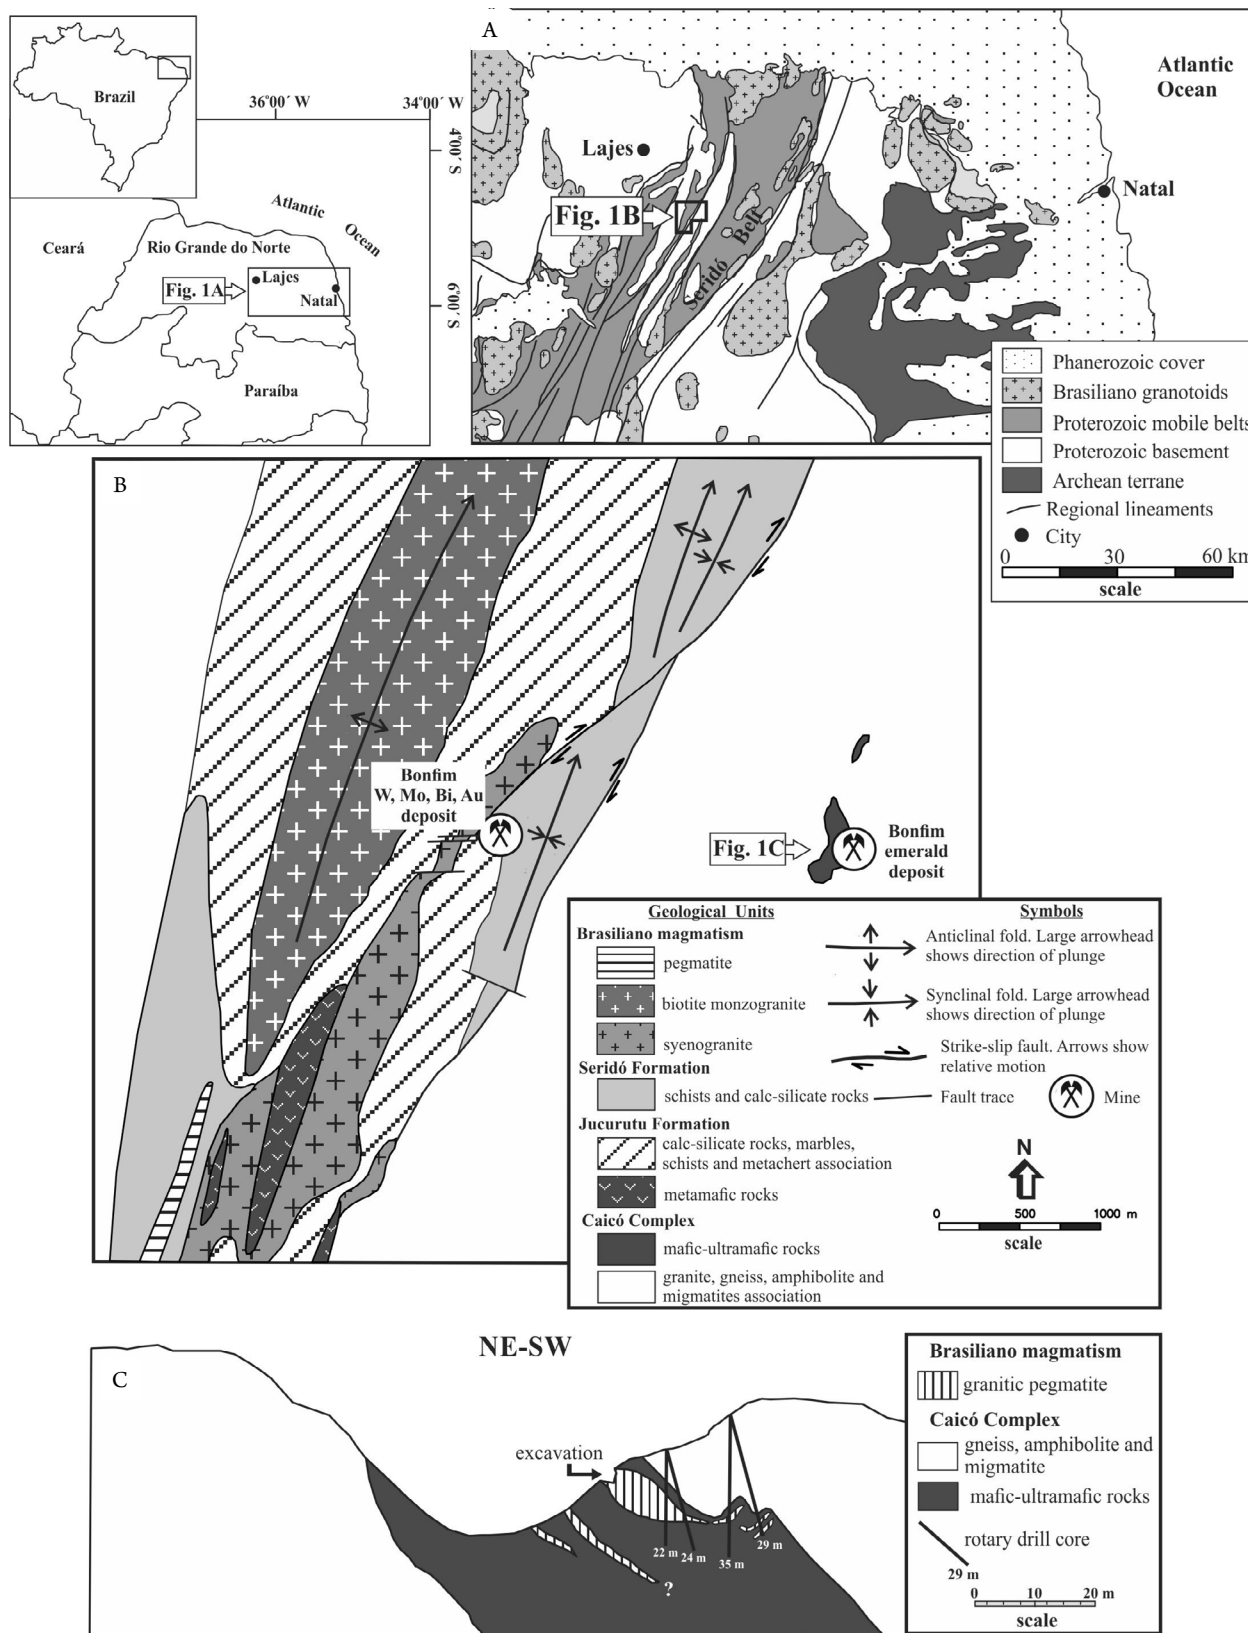 Brazil
36°00´ W
34°00´ W
4°00´ S
6°00´ S
Atlantic
Ocean
Ceará
Rio Grande do Norte
Fig. 1A
Lajes
Natal
Paraíba
A
Atlantic
Ocean
Lajes
Natal
Fig. 1B
Seridó Belt
Phanerozoic cover
Brasiliano granotoids
Proterozoic mobile belts
Proterozoic basement
Archean terrane
Regional lineaments
City
0 30 60 km
scale
B
Bonfim
W, Mo, Bi, Au
deposit
Fig. 1C
Bonfim
emerald
deposit
Geological Units
Brasiliano magmatism
pegmatite
biotite monzogranite
syenogranite
Seridó Formation
schists and calc-silicate rocks
Jucurutu Formation
calc-silicate rocks, marbles,
schists and metachert association
metamafic rocks
Caicó Complex
mafic-ultramafic rocks
granite, gneiss, amphibolite and
migmatites association
Symbols
Anticlinal fold. Large arrowhead
shows direction of plunge
Synclinal fold. Large arrowhead
shows direction of plunge
Strike-slip fault. Arrows show
relative motion
Fault trace
Mine
N
0 500 1000 m
scale
C
NE-SW
excavation
22 m
24 m
35 m
29 m
?
Brasiliano magmatism
granitic pegmatite
Caicó Complex
gneiss, amphibolite and
migmatite
mafic-ultramafic rocks
rotary drill core
29 m
0 10 20 m
scale